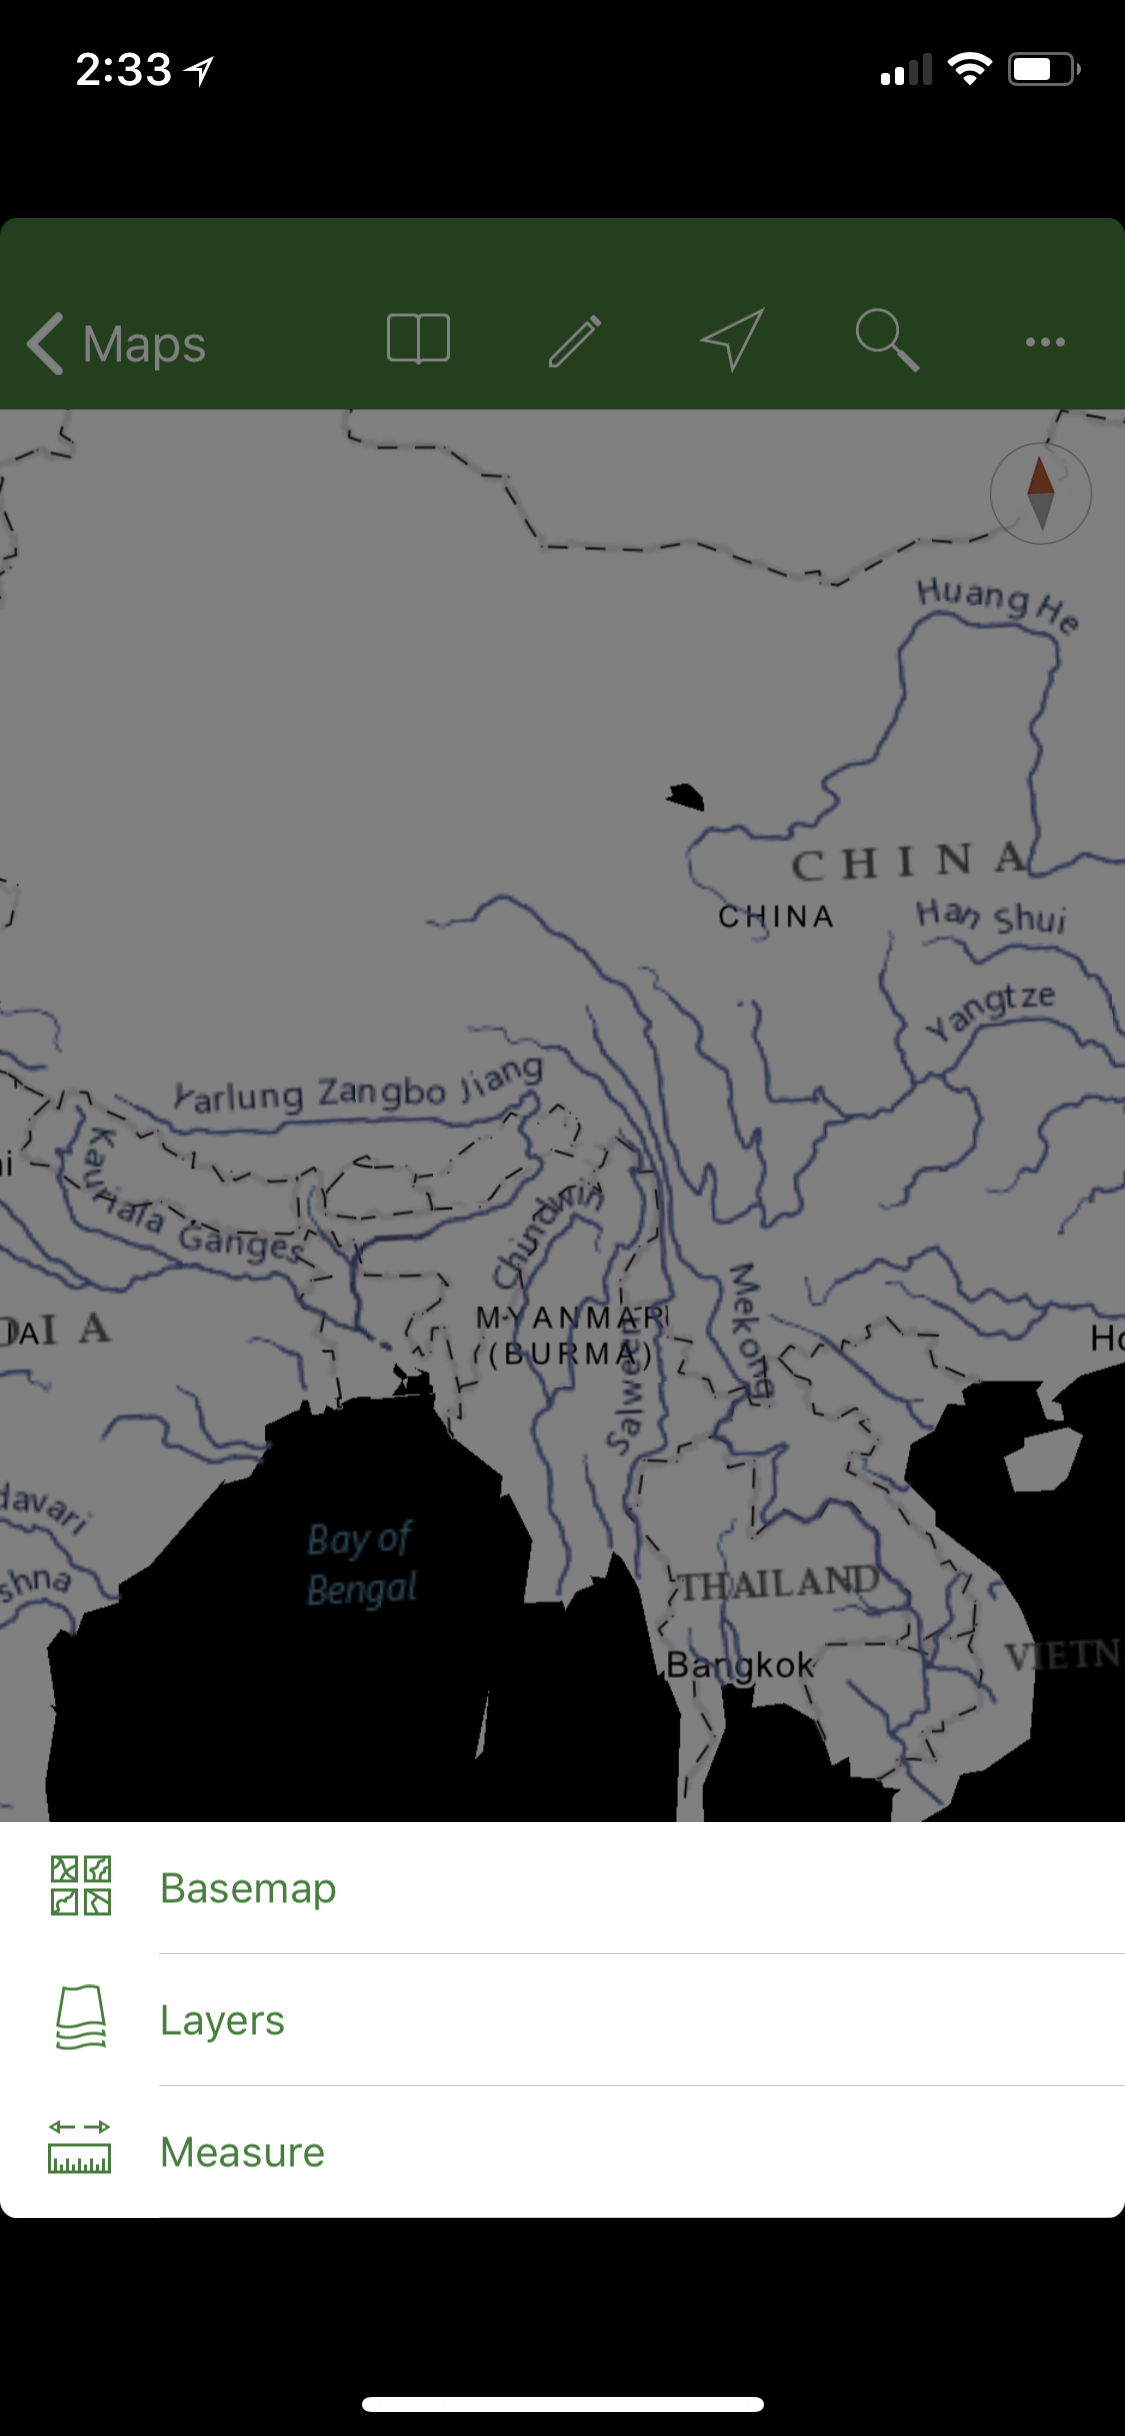 2:33
Maps
Huang He
CHINA
CHINA
Han Shui
Yangtze
Yarlung Zangbo Jiang
Ganges
Chindwin
MYANMAR
(BURMA)
Mekong
Salween
DIA
Ho
davari
shna
Bay of
Bengal
THAILAND
VIETN
Bangkok
Basemap
Layers
Measure